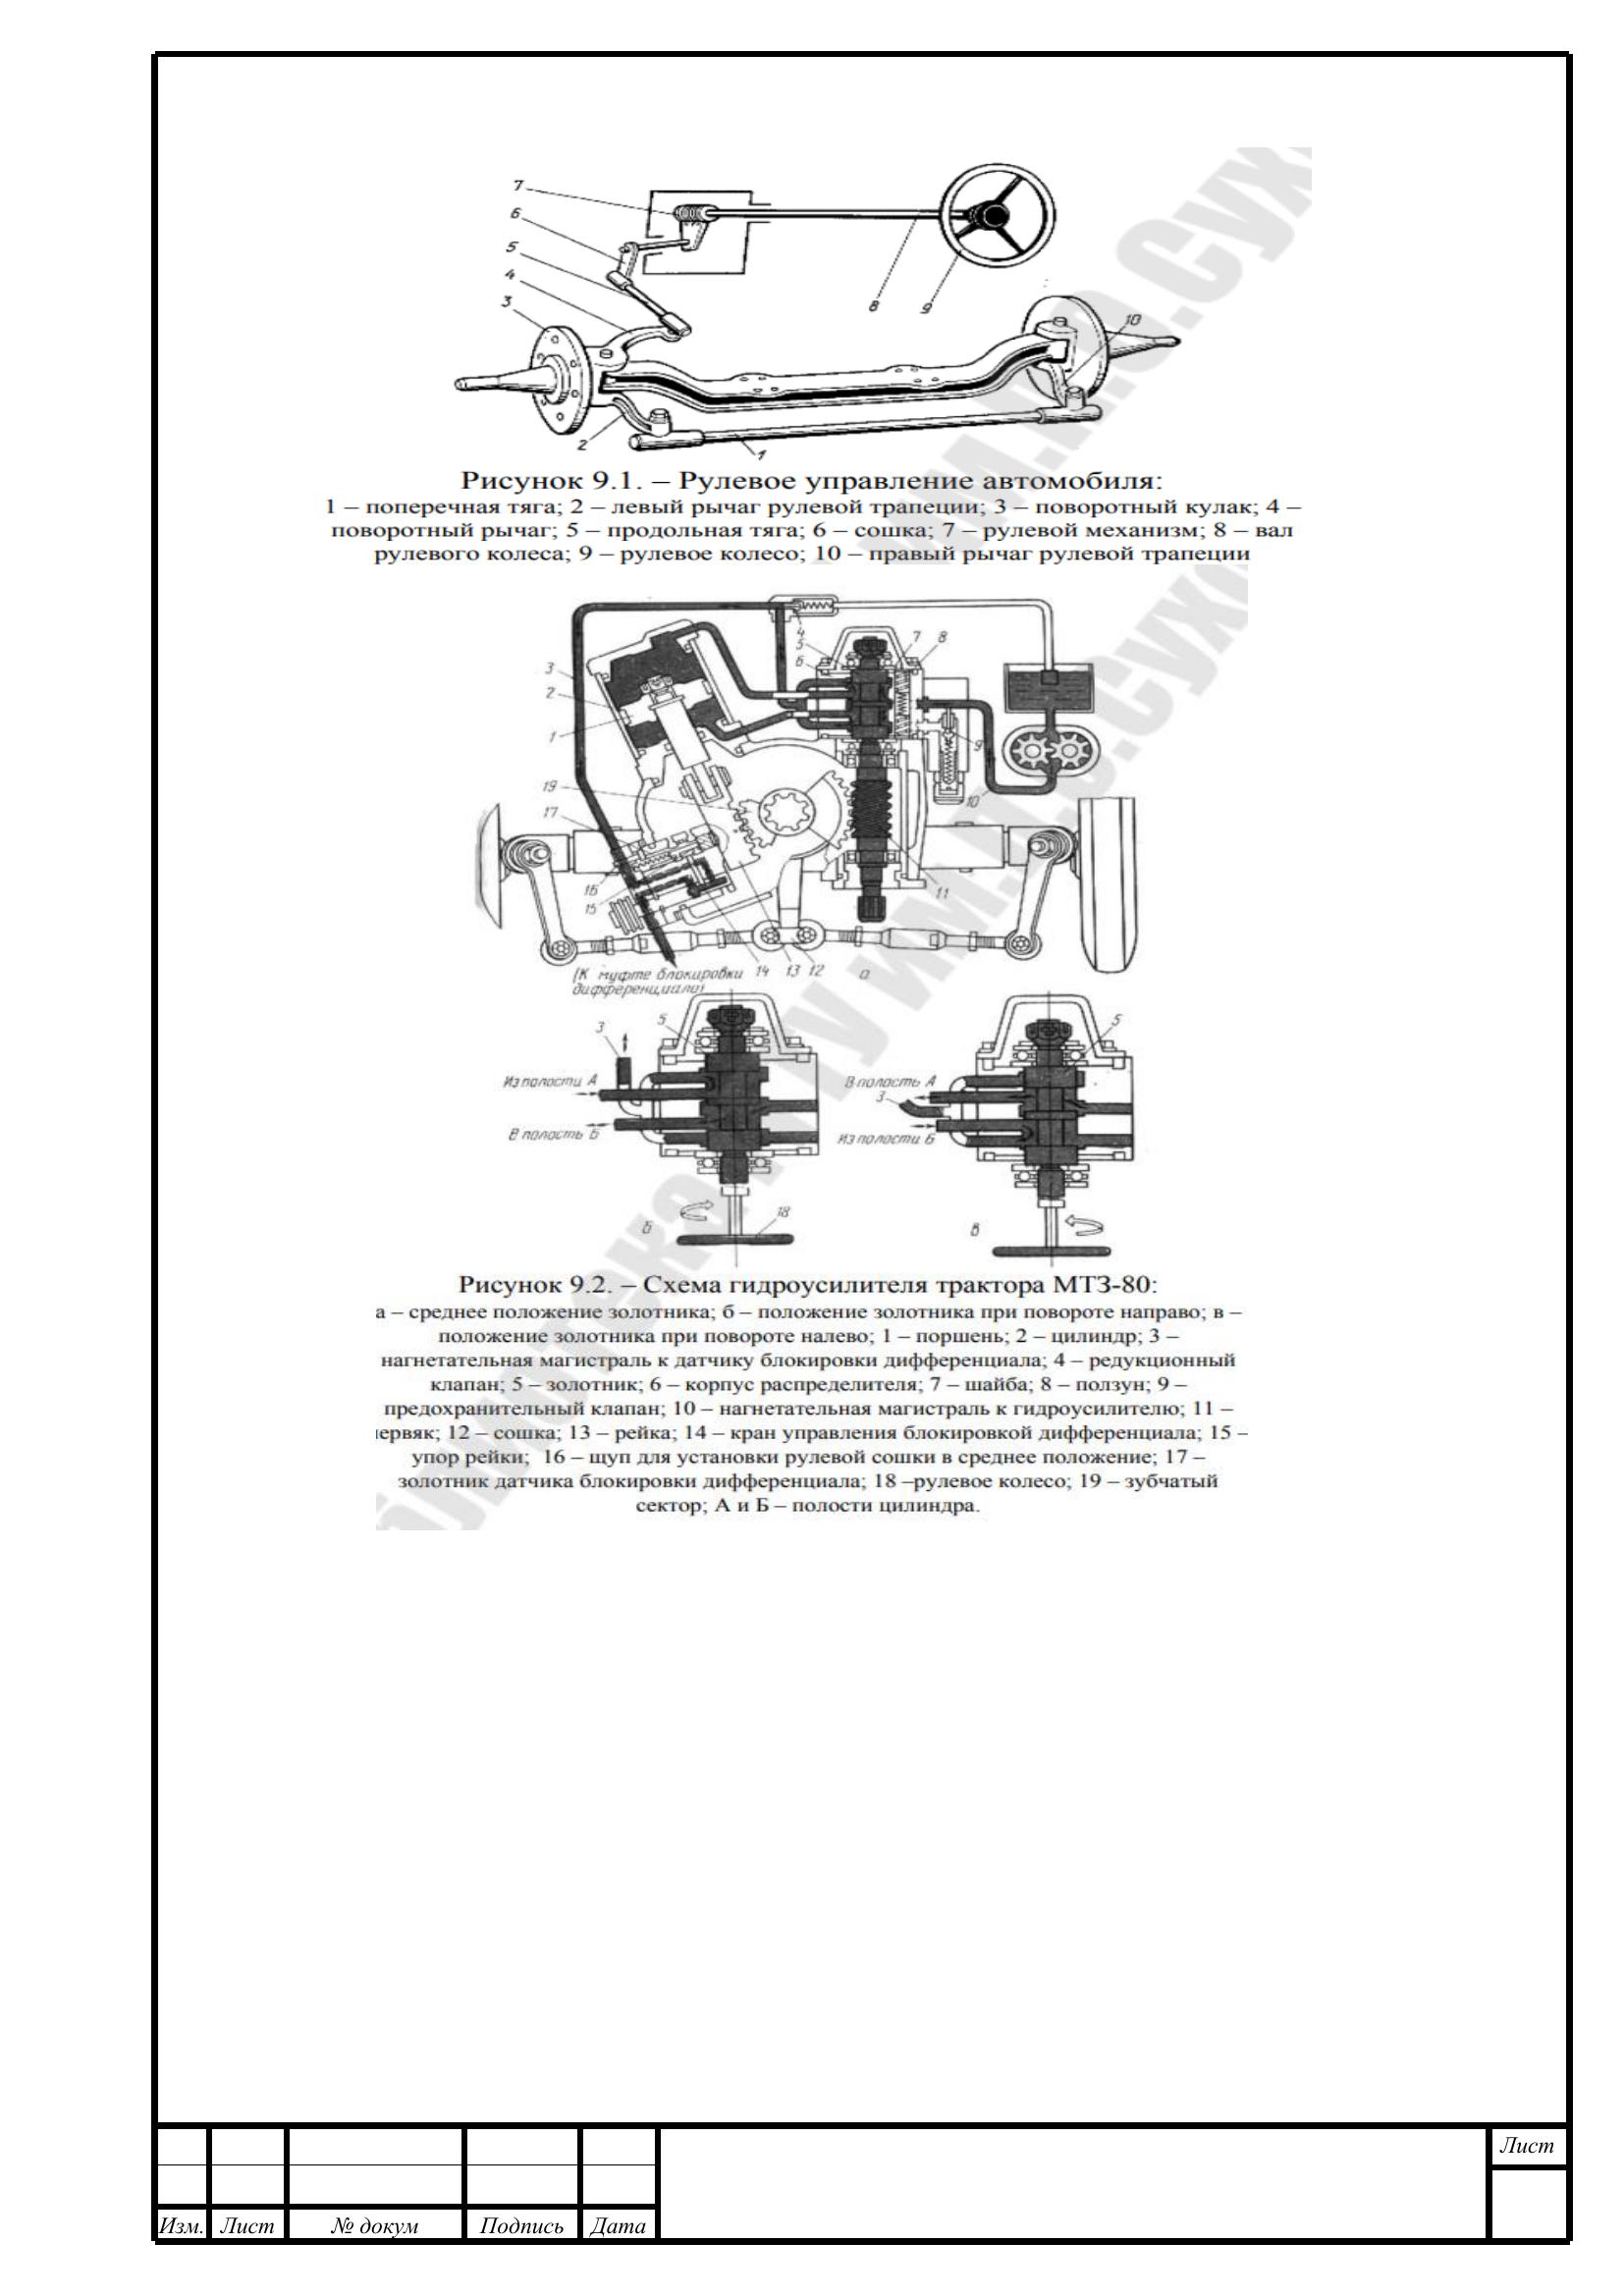 7
6
5
4
3
8
9
10
2
1
Рисунок 9.1. – Рулевое управление автомобиля:
1 – поперечная тяга; 2 – левый рычаг рулевой трапеции; 3 – поворотный кулак; 4 –
поворотный рычаг; 5 – продольная тяга; 6 – сошка; 7 – рулевой механизм; 8 – вал
рулевого колеса; 9 – рулевое колесо; 10 – правый рычаг рулевой трапеции
4
5
6
7
8
3
2
1
9
10
19
17
16
15
11
(К муфте блокировки
дифференциала)
14
13
12
а
3
5
Из полости А
В полость Б
18
б
5
В полость А
3
Из полости Б
в
Рисунок 9.2. – Схема гидроусилителя трактора МТЗ-80:
а – среднее положение золотника; б – положение золотника при повороте направо; в –
положение золотника при повороте налево; 1 – поршень; 2 – цилиндр; 3 –
нагнетательная магистраль к датчику блокировки дифференциала; 4 – редукционный
клапан; 5 – золотник; 6 – корпус распределителя; 7 – шайба; 8 – ползун; 9 –
предохранительный клапан; 10 – нагнетательная магистраль к гидроусилителю; 11 –
ервяк; 12 – сошка; 13 – рейка; 14 – кран управления блокировкой дифференциала; 15 –
упор рейки; 16 – щуп для установки рулевой сошки в среднее положение; 17 –
золотник датчика блокировки дифференциала; 18 –рулевое колесо; 19 – зубчатый
сектор; А и Б – полости цилиндра.
Лист
Изм. Лист № докум Подпись Дата